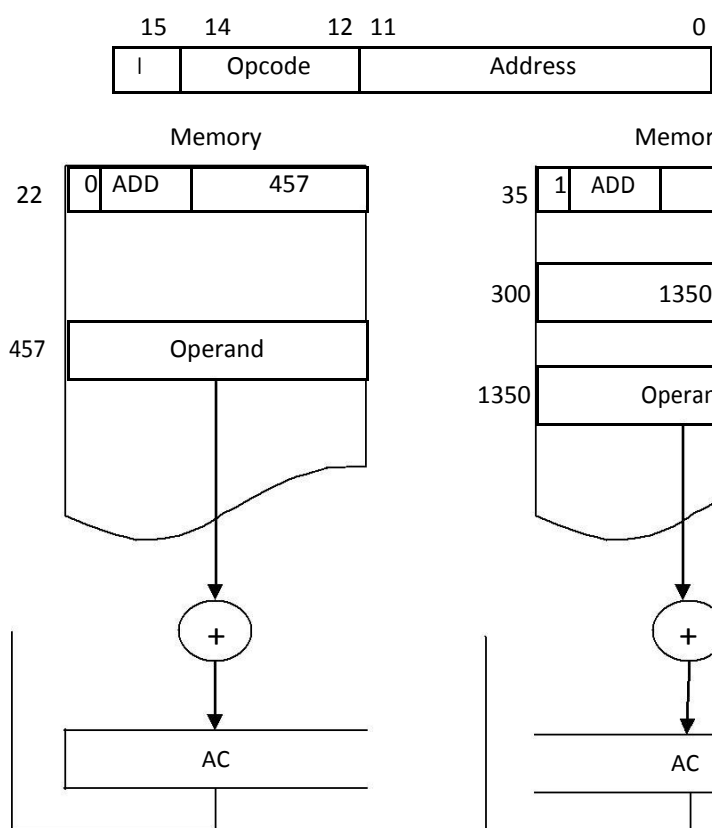 15 14 12 11 0
I Opcode Address
Memory Memor
22 0 ADD 457 35 1 ADD
300 1350
457 Operand
1350 Operan
+ +
AC AC